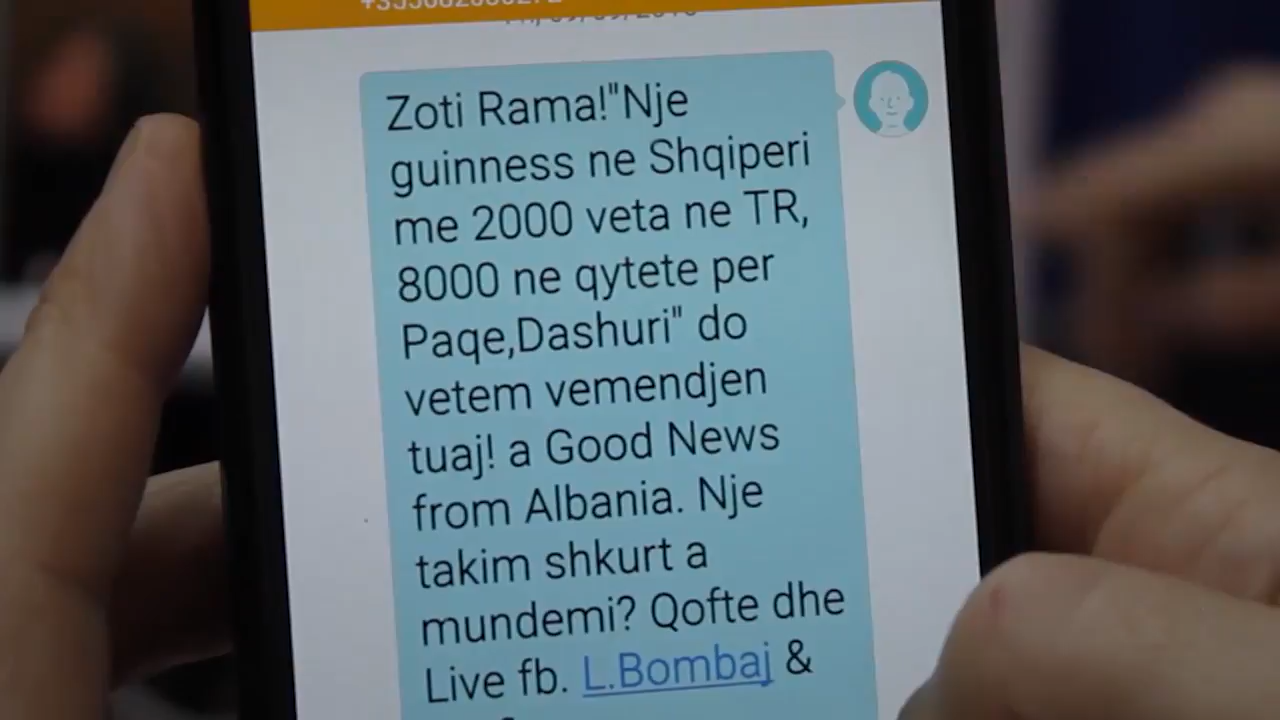 Zoti Rama!"Nje
guinness ne Shqiperi
me 2000 veta ne TR,
8000 ne qytete per
Paqe,Dashuri" do
vetem vemendjen
tuaj! a Good News
from Albania. Nje
takim shkurt a
mundemi? Qofte dhe
Live fb. L.Bombaj &